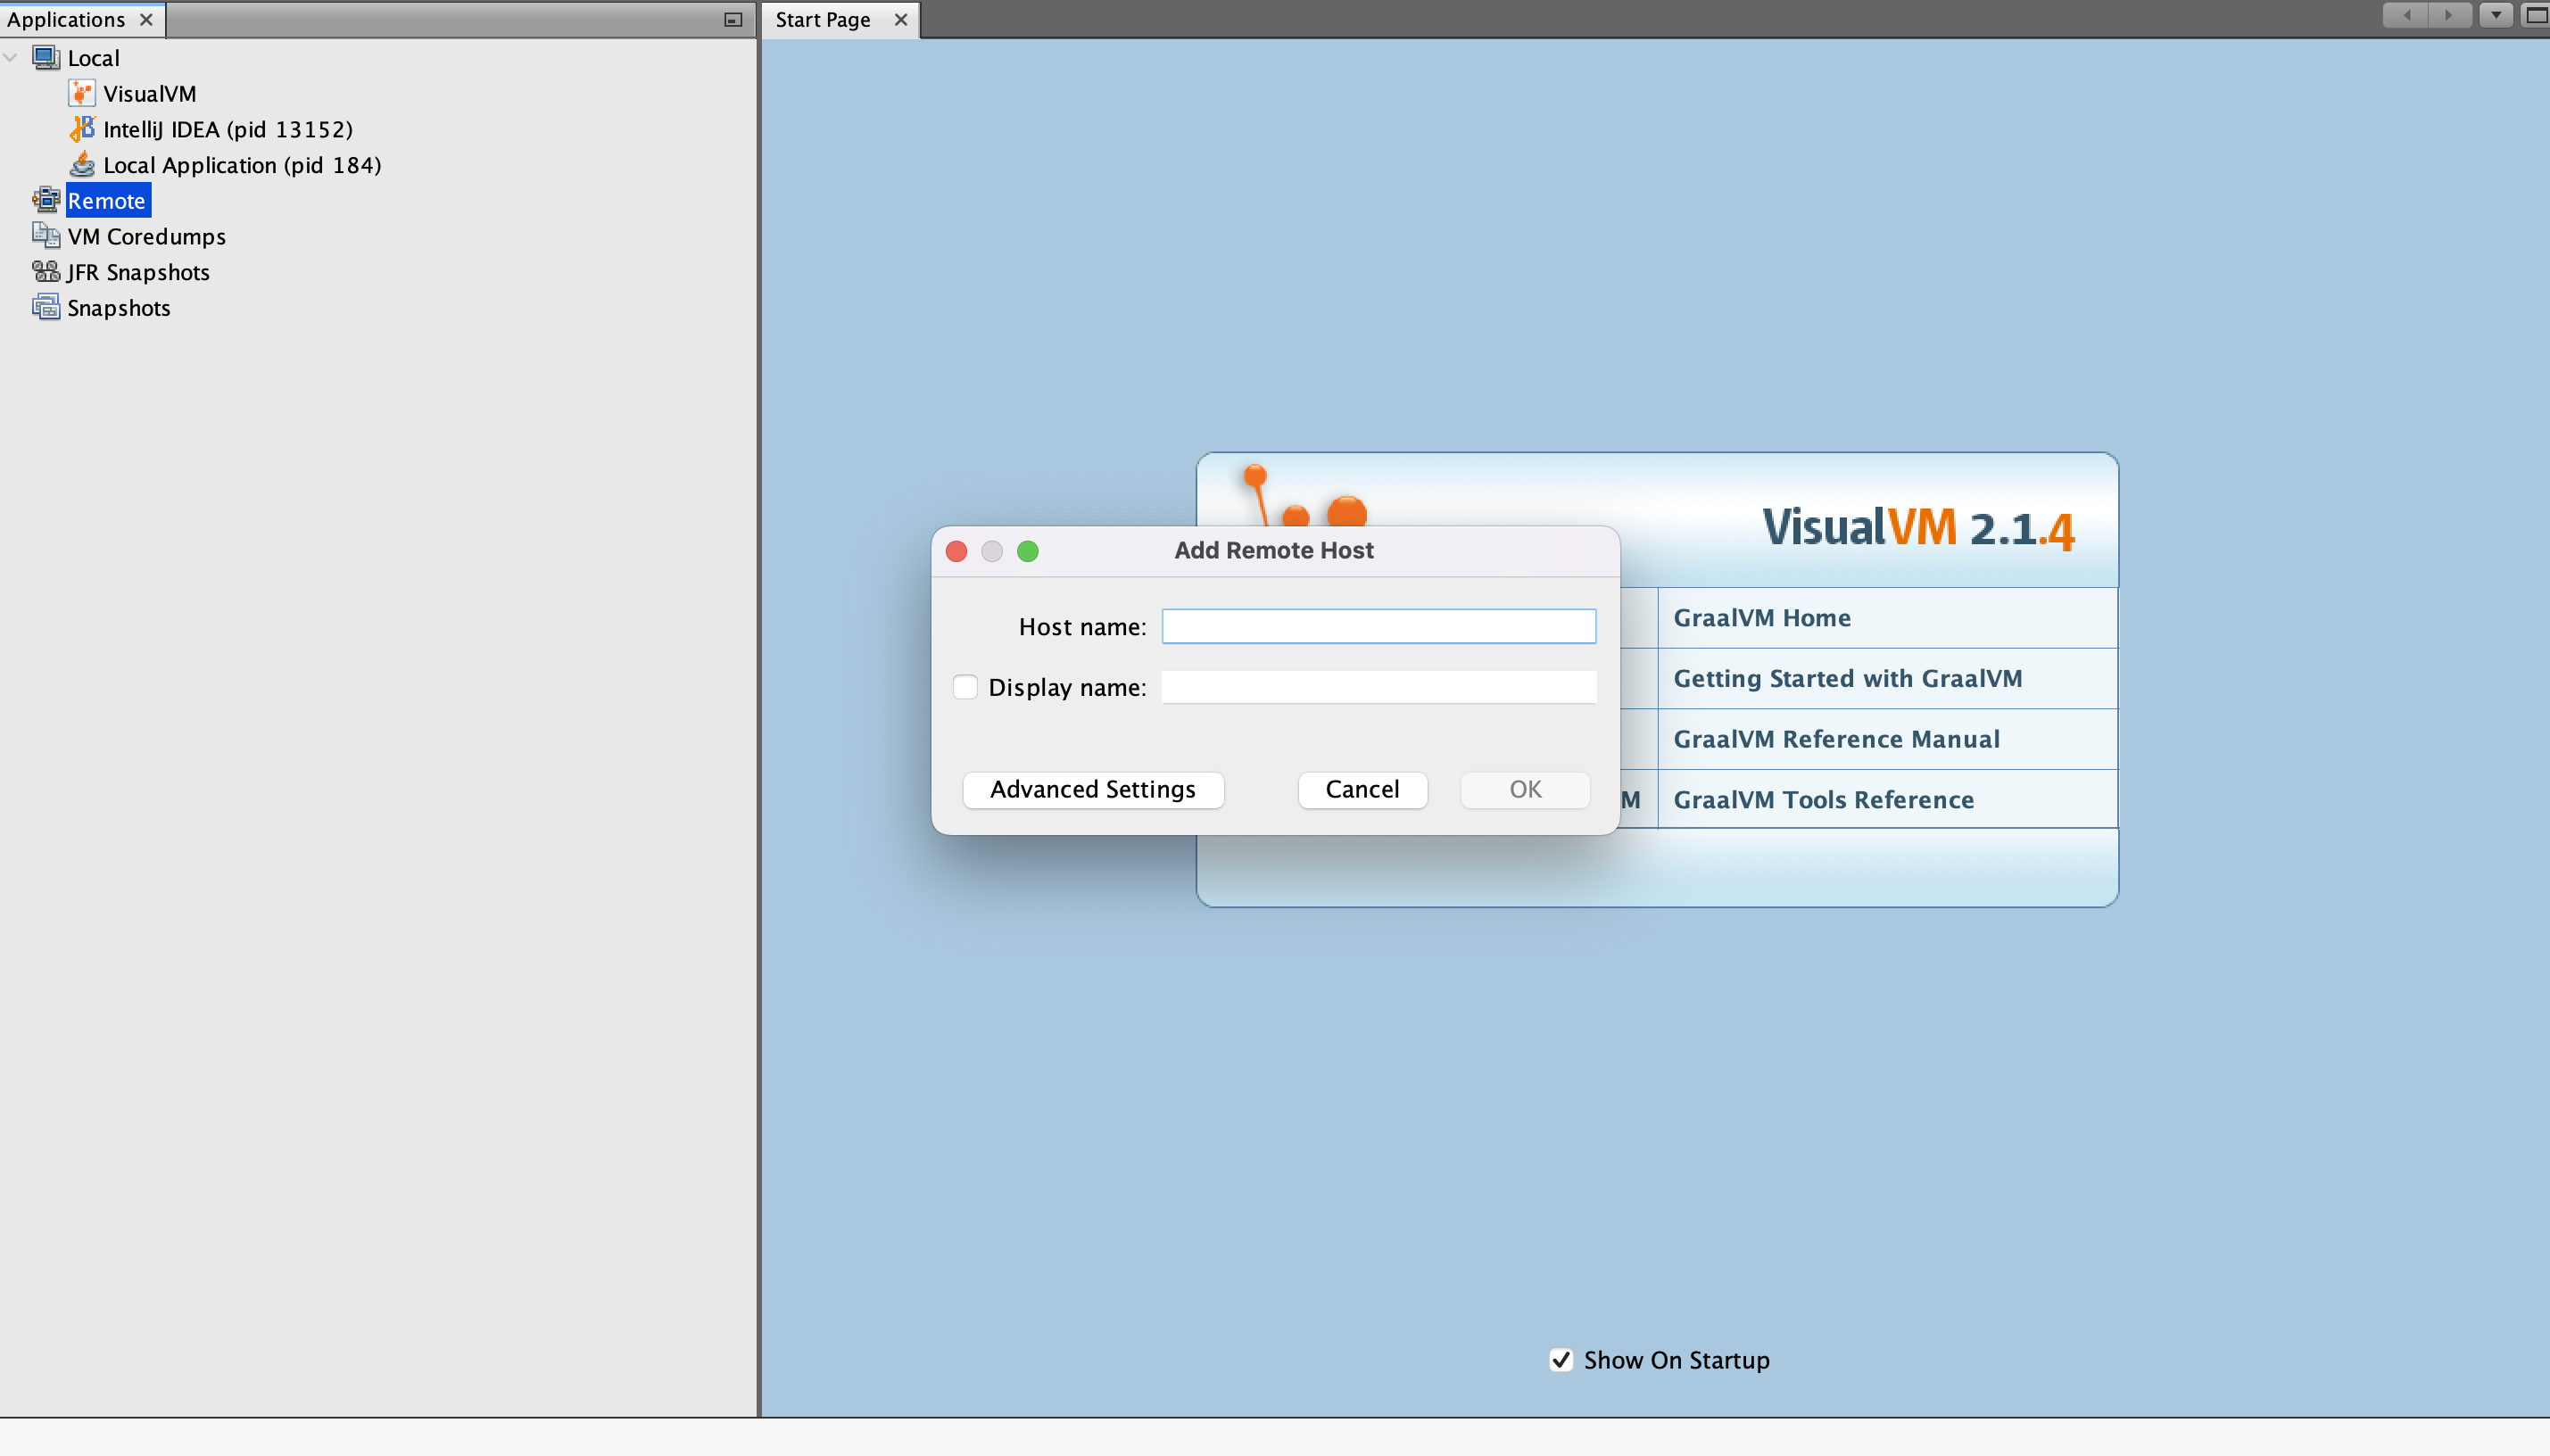 Applications
Start Page
Local
VisualVM
IntelliJ IDEA (pid 13152)
Local Application (pid 184)
Remote
VM Coredumps
JFR Snapshots
Snapshots
VisualVM 2.1.4
Add Remote Host
Host name:
Display name:
Advanced Settings
Cancel
OK
GraalVM Home
Getting Started with GraalVM
GraalVM Reference Manual
M
GraalVM Tools Reference
Show On Startup